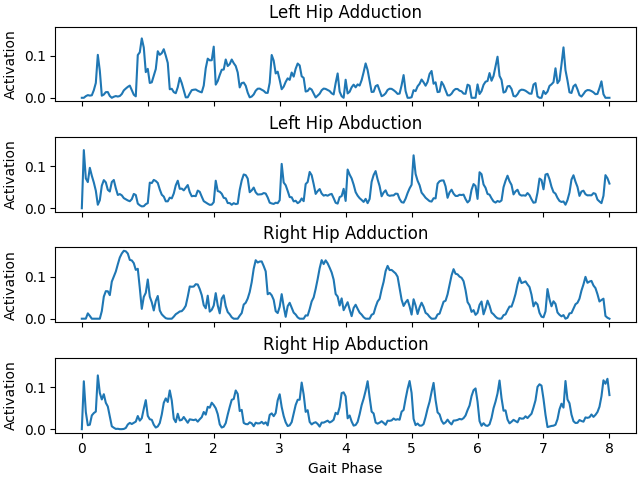 Left Hip Adduction
Activation
0.1
0.0
Left Hip Abduction
Activation
0.1
0.0
Right Hip Adduction
Activation
0.1
0.0
Right Hip Abduction
Activation
0.1
0.0
0 1 2 3 4 5 6 7 8
Gait Phase